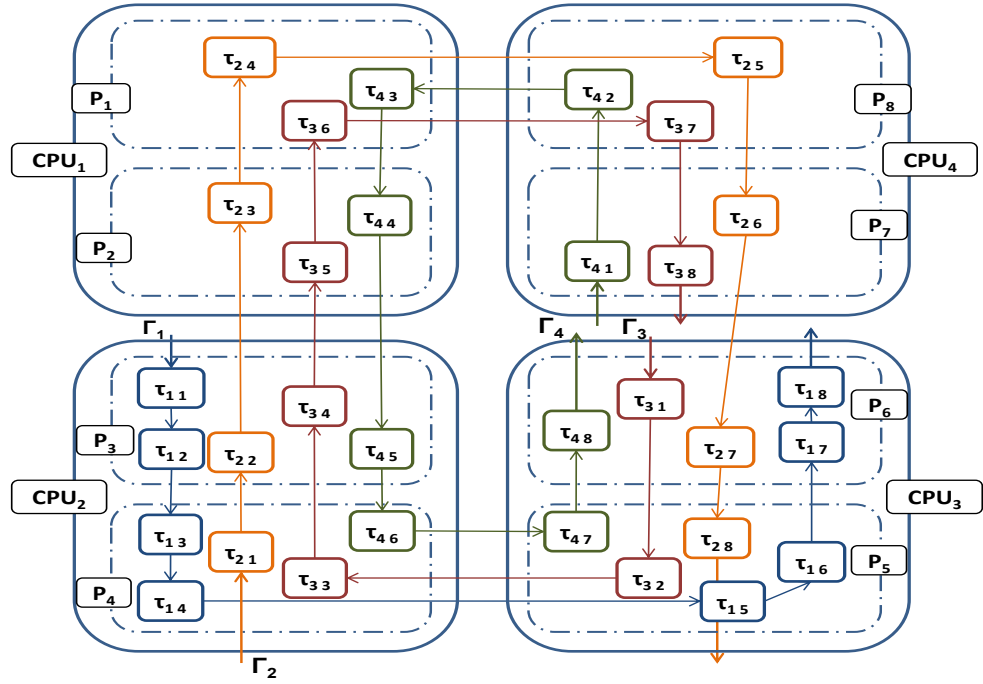 τ₂₄
τ₂₅
τ₄₃
τ₄₂
P₁
P₈
τ₃₆
τ₃₇
CPU₁
CPU₄
τ₂₃
τ₄₄
τ₂₆
P₂
P₇
τ₃₅
τ₄₁
τ₃₈
Γ₁
Γ₄
Γ₃
τ₁₁
τ₁₈
τ₃₄
τ₃₁
P₆
τ₄₈
P₃
τ₁₂
τ₂₂
τ₄₅
τ₂₇
τ₁₇
CPU₂
CPU₃
τ₁₃
τ₄₆
τ₄₇
τ₂₁
τ₂₈
τ₁₆
P₅
τ₃₃
τ₃₂
P₄
τ₁₄
τ₁₅
Γ₂